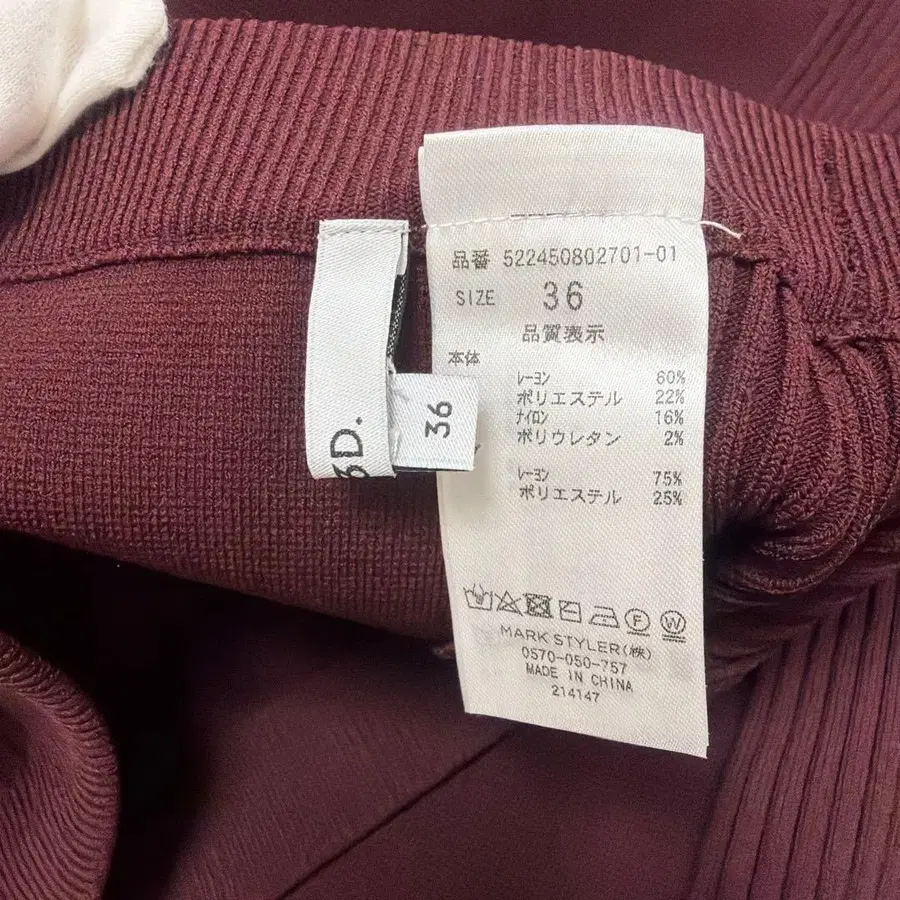 品番 522450802701-01
SIZE 36
品質表示
本体
レーヨン 60%
ポリエステル 22%
ナイロン 16%
ポリウレタン 2%
レーヨン 75%
ポリエステル 25%
MARK STYLER(株)
0570-050-757
MADE IN CHINA
214147
3D.
36